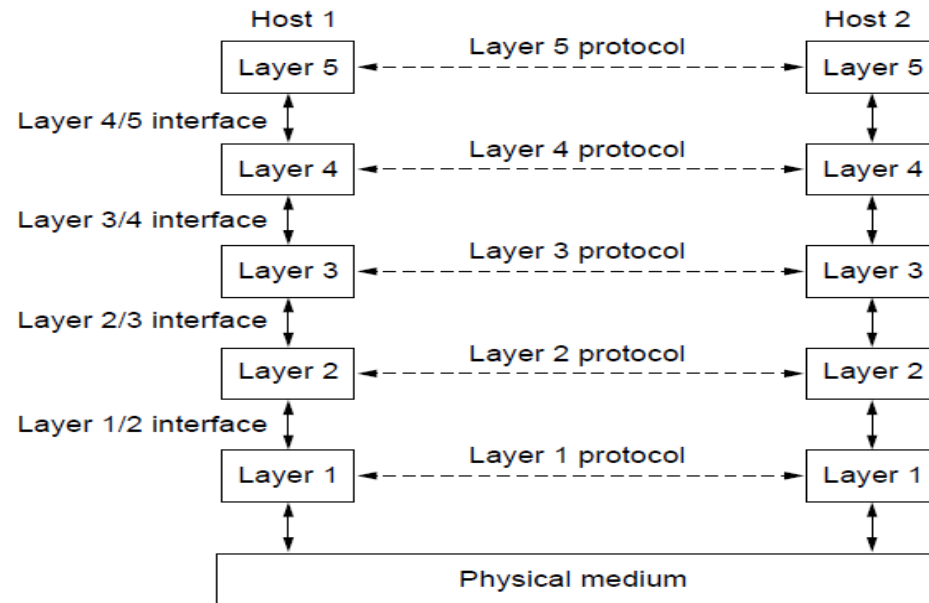 Host 1
Host 2
Layer 5 protocol
Layer 5
Layer 5
Layer 4/5 interface
Layer 4 protocol
Layer 4
Layer 4
Layer 3/4 interface
Layer 3 protocol
Layer 3
Layer 3
Layer 2/3 interface
Layer 2 protocol
Layer 2
Layer 2
Layer 1/2 interface
Layer 1 protocol
Layer 1
Layer 1
Physical medium